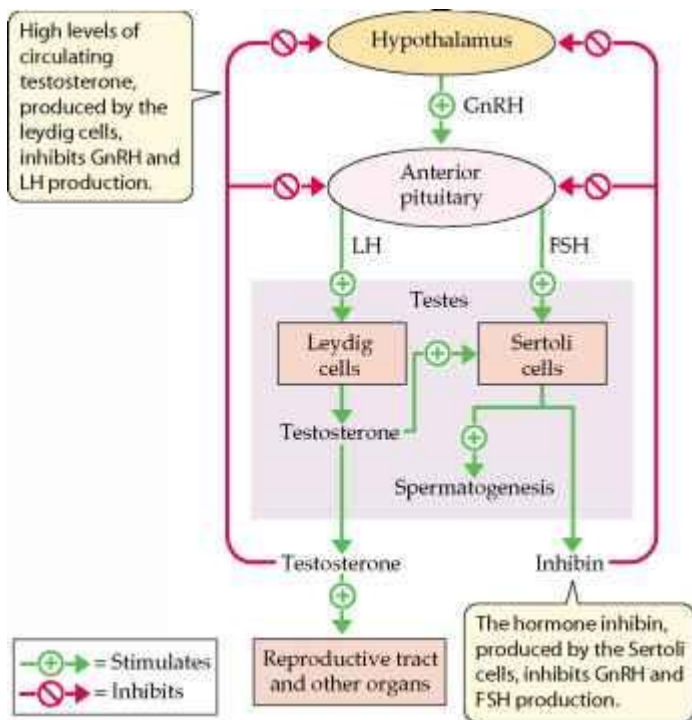 High levels of
circulating
testosterone,
produced by the
leydig cells,
inhibits GnRH and
LH production.
Hypothalamus
GnRH
Anterior
pituitary
LH
FSH
Testes
Leydig
cells
Sertoli
cells
Testosterone
Spermatogenesis
Testosterone
Inhibin
Reproductive tract
and other organs
The hormone inhibin,
produced by the Sertoli
cells, inhibits GnRH and
FSH production.
= Stimulates
= Inhibits